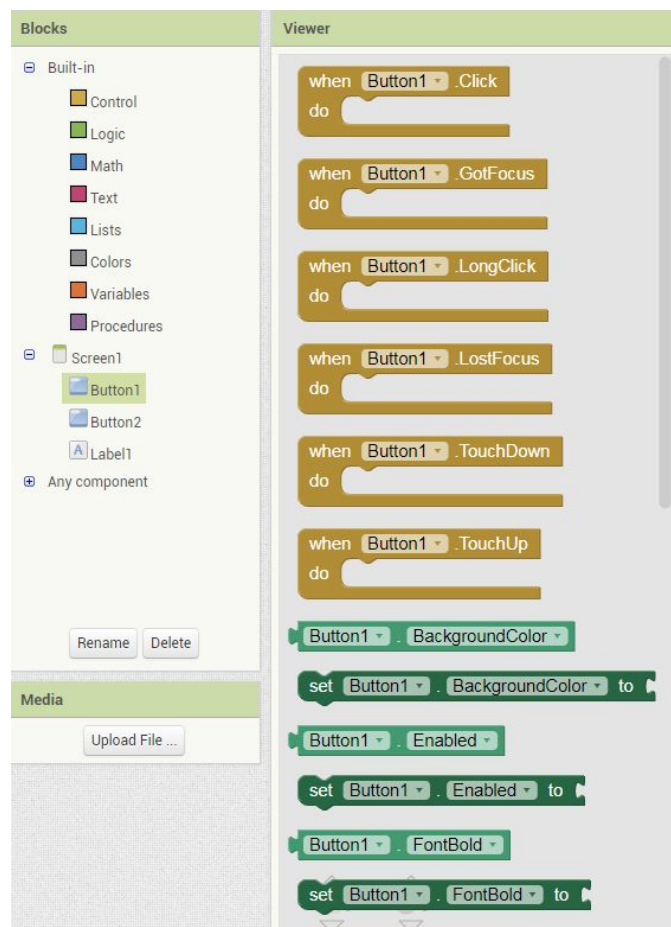 Blocks
Built-in
Control
Logic
Math
Text
Lists
Colors
Variables
Procedures
Screen1
Button1
Button2
Label1
Any component
Rename Delete
Media
Upload File ...
Viewer
when Button1 .Click
do
when Button1 .GotFocus
do
when Button1 .LongClick
do
when Button1 .LostFocus
do
when Button1 .TouchDown
do
when Button1 .TouchUp
do
Button1 . BackgroundColor
set Button1 . BackgroundColor to
Button1 . Enabled
set Button1 . Enabled to
Button1 . FontBold
set Button1 . FontBold to